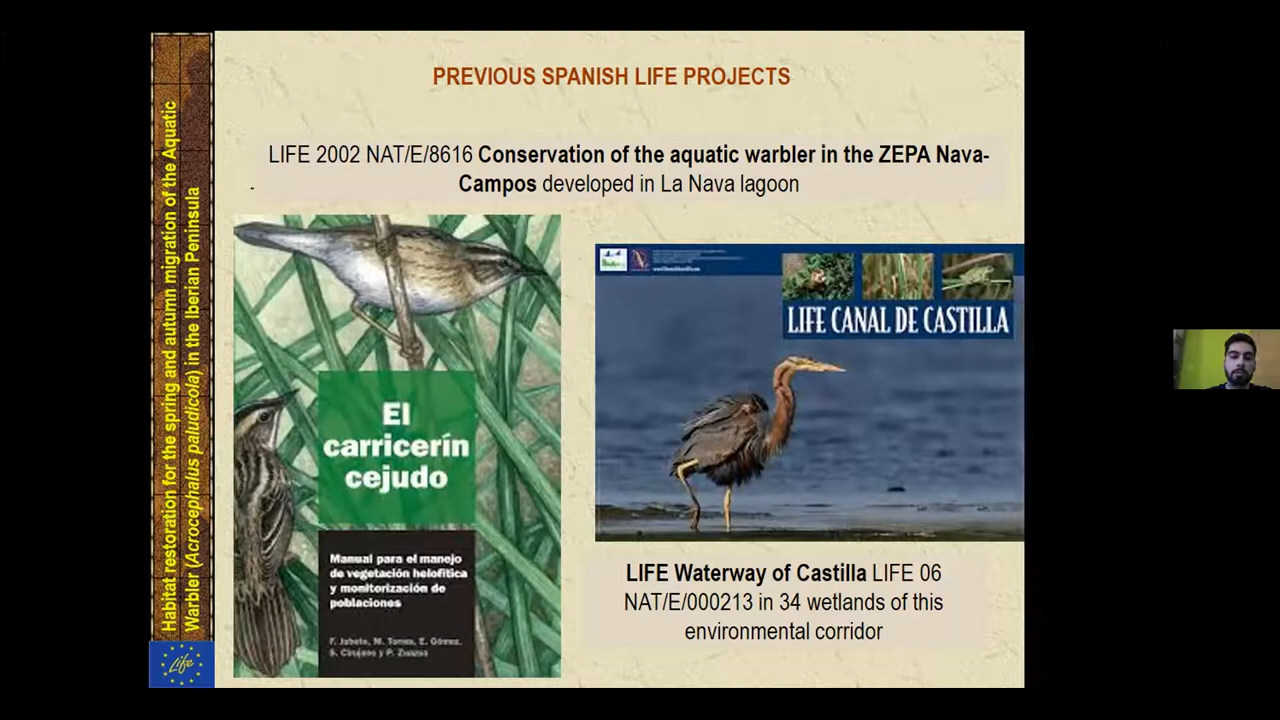 PREVIOUS SPANISH LIFE PROJECTS
LIFE 2002 NAT/E/8616 Conservation of the aquatic warbler in the ZEPA Nava-
Campos developed in La Nava lagoon
Habitat restoration for the spring and autumn migration of the Aquatic
Warbler (Acrocephalus paludicola) in the Iberian Peninsula
Life
El
carricerín
cejudo
Manual para el manejo
de vegetación helofítica
y monitorización de
poblaciones
F. Jubete, M. Torres, E. Gómez,
S. Cirujano y P. Zuazua
LIFE CANAL DE CASTILLA
LIFE Waterway of Castilla LIFE 06
NAT/E/000213 in 34 wetlands of this
environmental corridor